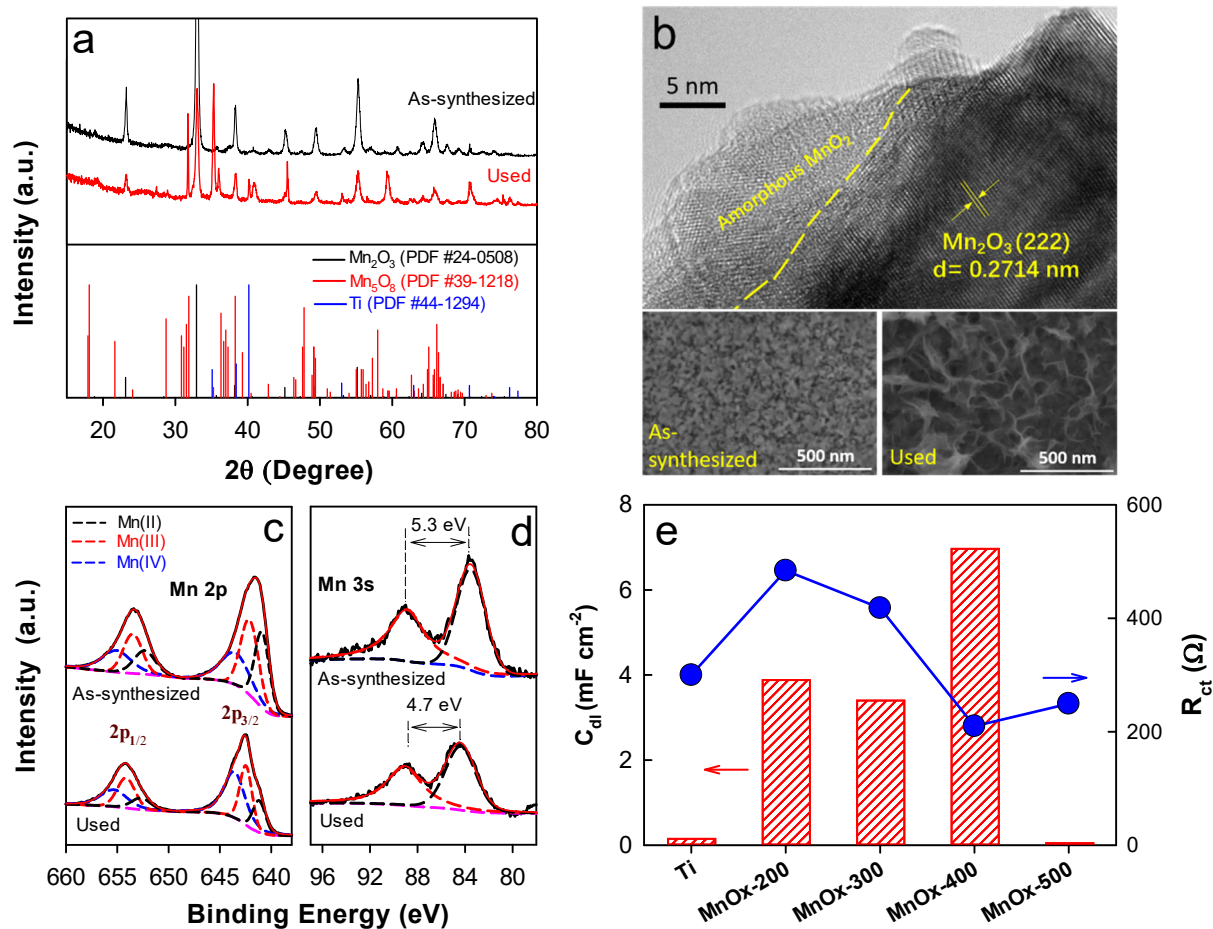 a
As-synthesized
Used
Mn₂O₃ (PDF #24-0508)
Mn₅O₈ (PDF #39-1218)
Ti (PDF #44-1294)
Intensity (a.u.)
20 30 40 50 60 70 80
2θ (Degree)
b
5 nm
Amorphous MnO₂
Mn₂O₃ (222)
d= 0.2714 nm
As-
synthesized
500 nm
Used
500 nm
c
Mn(II)
Mn(III)
Mn(IV)
Mn 2p
As-synthesized
2p₁/₂
2p₃/₂
Used
d
5.3 eV
Mn 3s
As-synthesized
4.7 eV
Used
Intensity (a.u.)
660 655 650 645 640
96 92 88 84 80
Binding Energy (eV)
e
8
6
4
2
0
C_dl (mF cm⁻²)
600
400
200
0
R_ct (Ω)
Ti
MnOx-200
MnOx-300
MnOx-400
MnOx-500